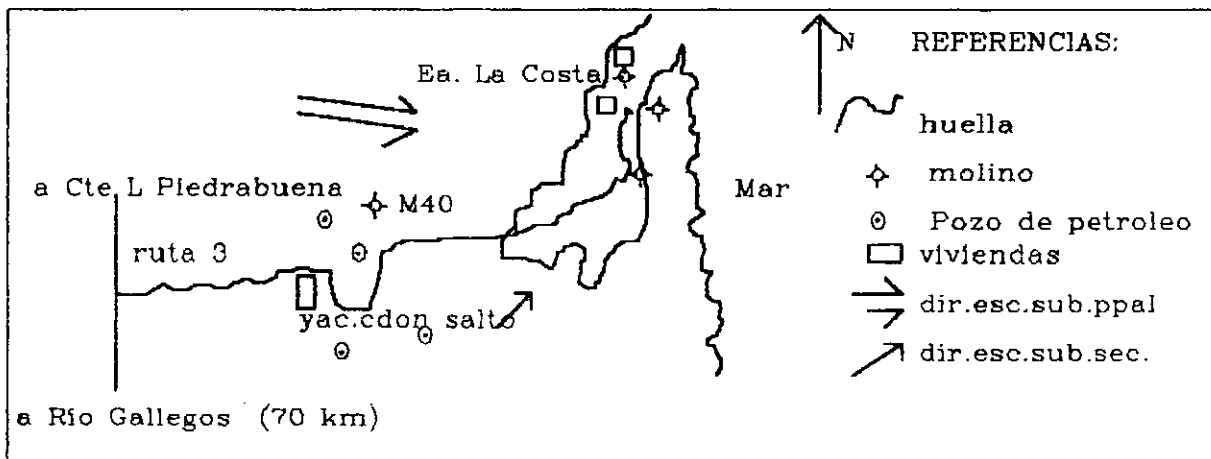 Ea. La Costa
a Cte. L Piedrabuena
M40
ruta 3
yac.cdon salto
a Río Gallegos (70 km)
Mar
N
REFERENCIAS:
huella
molino
Pozo de petroleo
viviendas
dir.esc.sub.ppal
dir.esc.sub.sec.